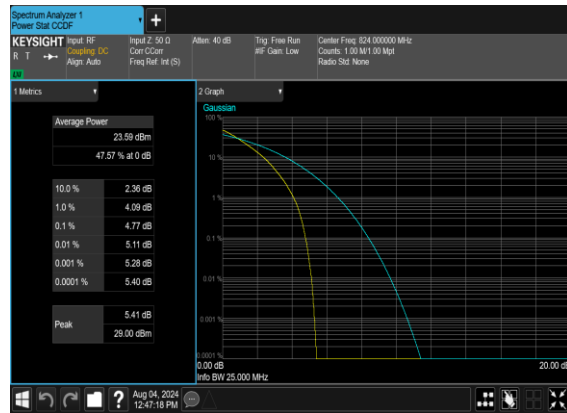 Spectrum Analyzer 1
Power Stat CCDF
KEYSIGHT
R T
Input: RF
Coupling: DC
Align: Auto
Input Z: 50 Ω
Corr CCorr
Freq Ref: Int (S)
Atten: 40 dB
Trig: Free Run
#IF Gain: Low
Center Freq: 824.000000 MHz
Counts: 1.00 M/1.00 Mpt
Radio Std: None
1 Metrics
Average Power
23.59 dBm
47.57 % at 0 dB
10.0 % 2.36 dB
1.0 % 4.09 dB
0.1 % 4.77 dB
0.01 % 5.11 dB
0.001 % 5.28 dB
0.0001 % 5.40 dB
Peak
5.41 dB
29.00 dBm
2 Graph
Gaussian
100 %
10 %
1 %
0.1 %
0.01 %
0.001 %
0.0001 %
0.00 dB
20.00 dB
Info BW 25.000 MHz
?
Aug 04, 2024
12:47:18 PM